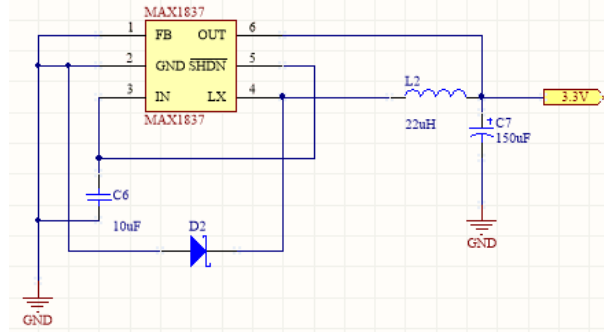 MAX1837
1 FB OUT 6
2 GND SHDN 5
3 IN LX 4
MAX1837
L2
22uH
3.3V
+ C7
150uF
GND
C6
10uF
D2
GND